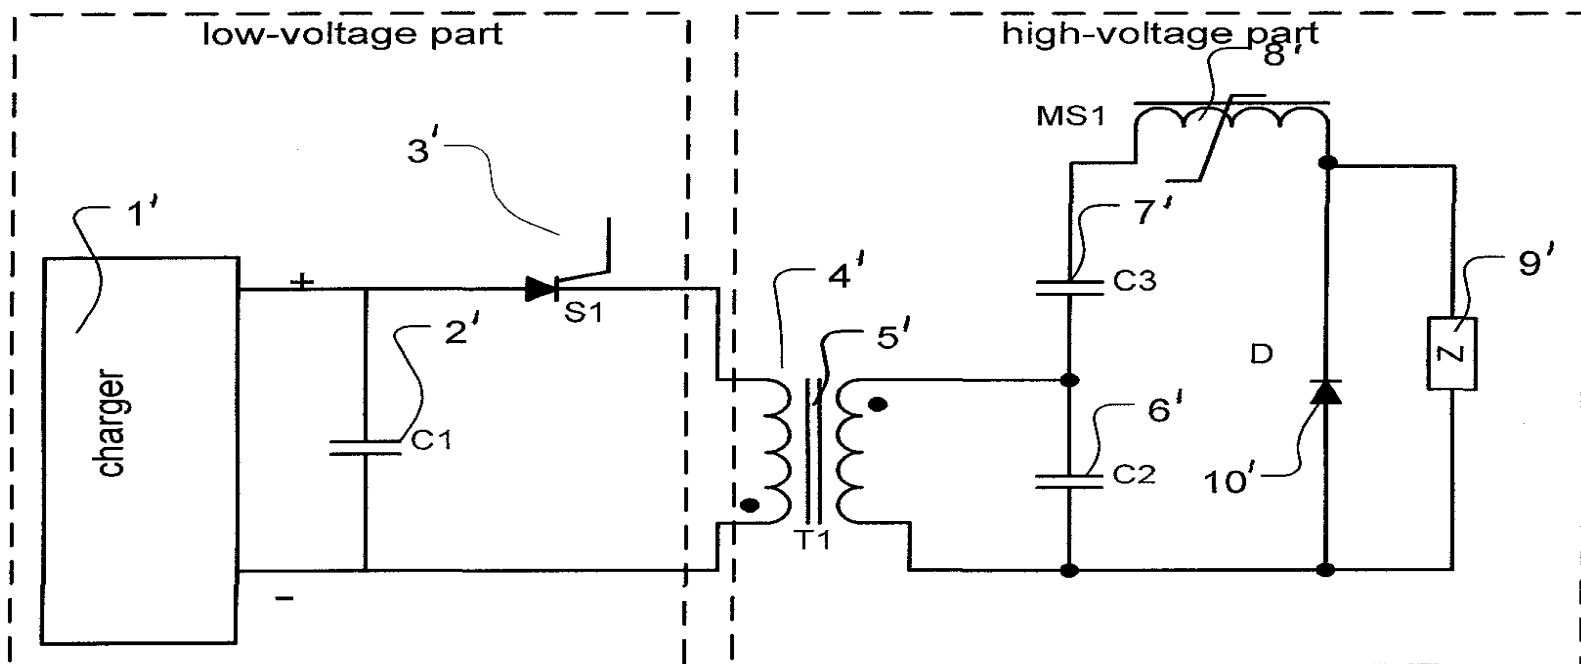 low-voltage part
high-voltage part
8'
MS1
3'
1'
7'
4'
9'
+
C3
S1
2'
5'
Z
D
charger
C1
6'
10'
C2
T1
−